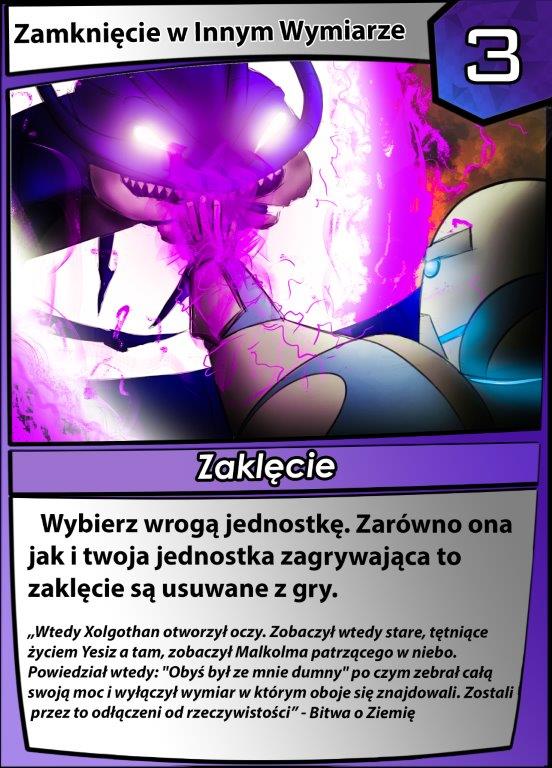 Zamknięcie w Innym Wymiarze
3
Zaklęcie
Wybierz wrogą jednostkę. Zarówno ona
jak i twoja jednostka zagrywająca to
zaklęcie są usuwane z gry.
„Wtedy Xolgothan otworzył oczy. Zobaczył wtedy stare, tętniące
życiem Yesiz a tam, zobaczył Malkolma patrzącego w niebo.
Powiedział wtedy: "Obyś był ze mnie dumny" po czym zebrał całą
swoją moc i wyłączył wymiar w którym oboje się znajdowali. Zostali
przez to odłączeni od rzeczywistości” - Bitwa o Ziemię